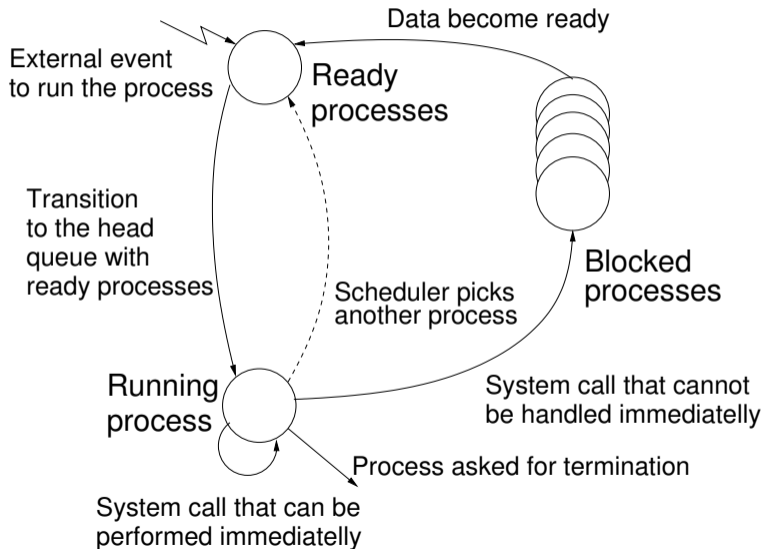 Data become ready
External event
to run the process
Ready
processes
Transition
to the head
queue with
ready processes
Blocked
processes
Scheduler picks
another process
Running
process
System call that cannot
be handled immediatelly
Process asked for termination
System call that can be
performed immediatelly